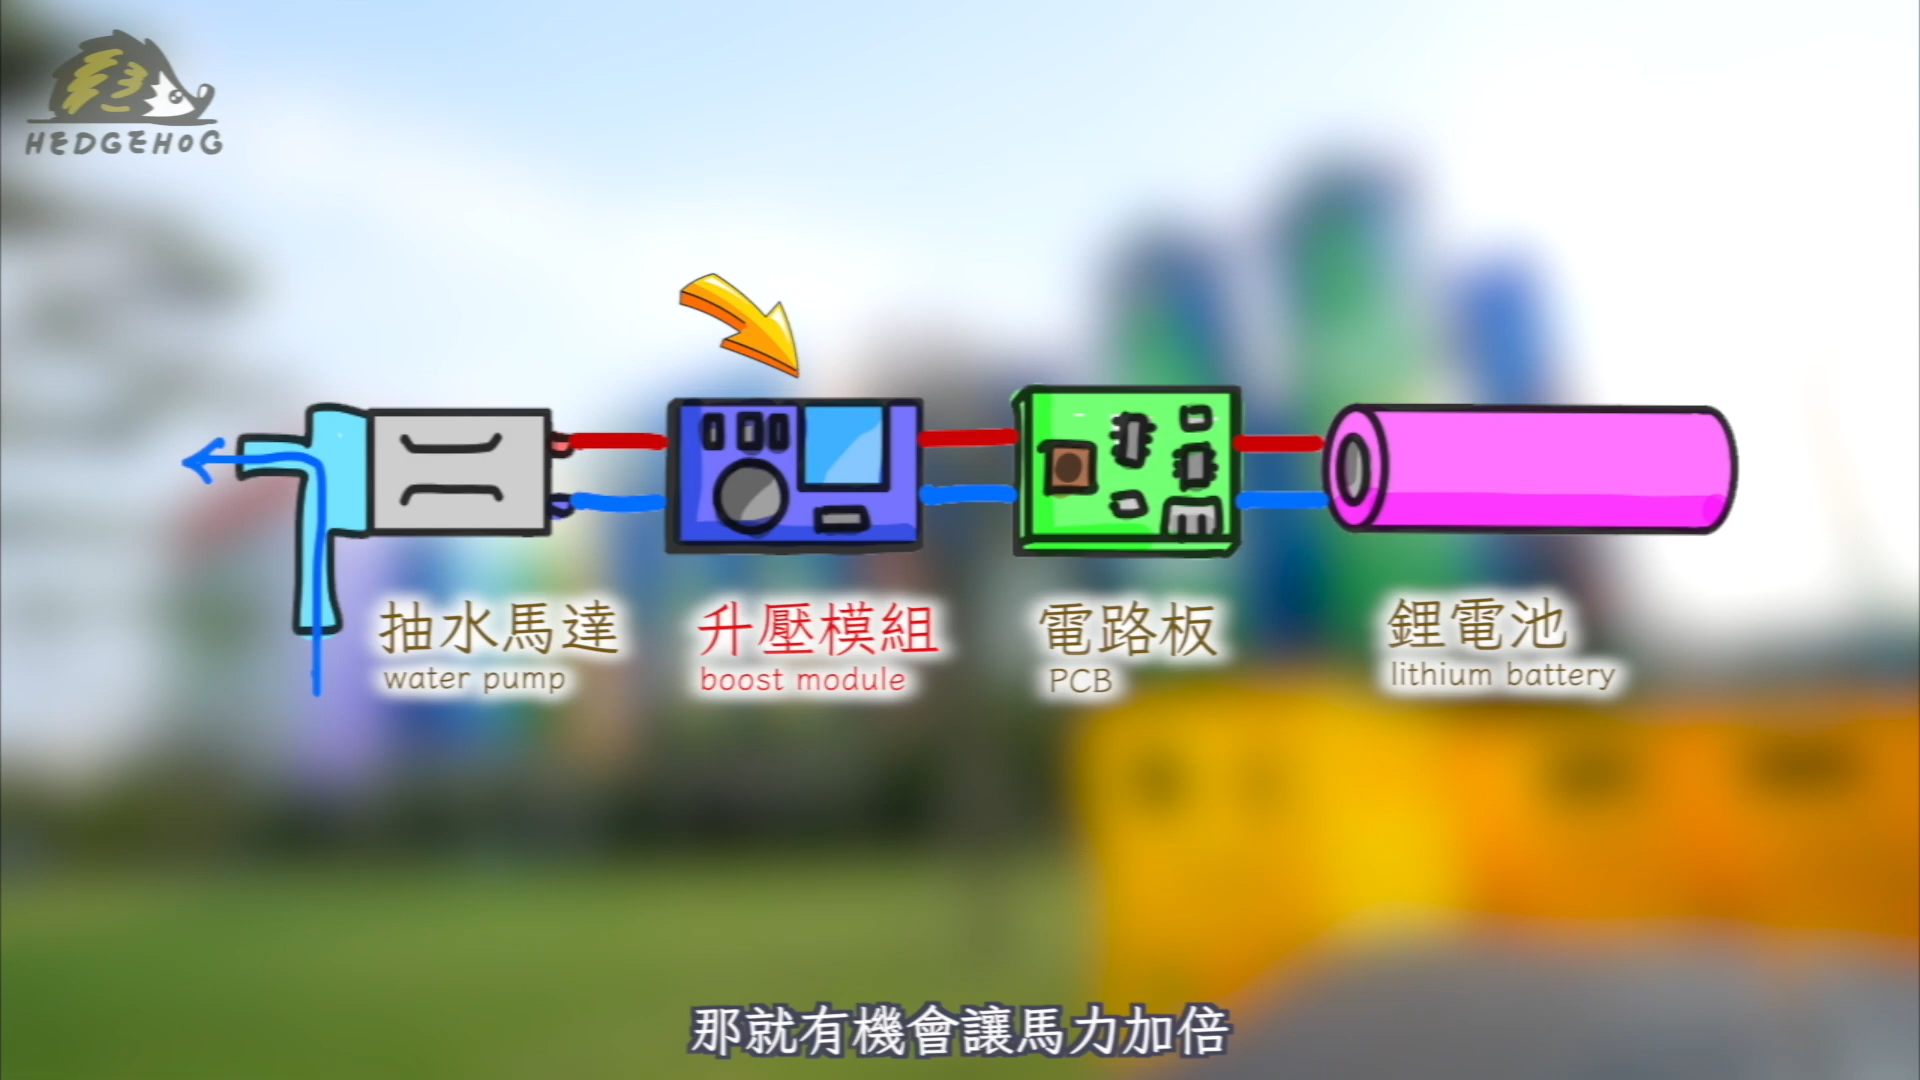 HEDGEHOG
抽水馬達
water pump
升壓模組
boost module
電路板
PCB
鋰電池
lithium battery
那就有機會讓馬力加倍